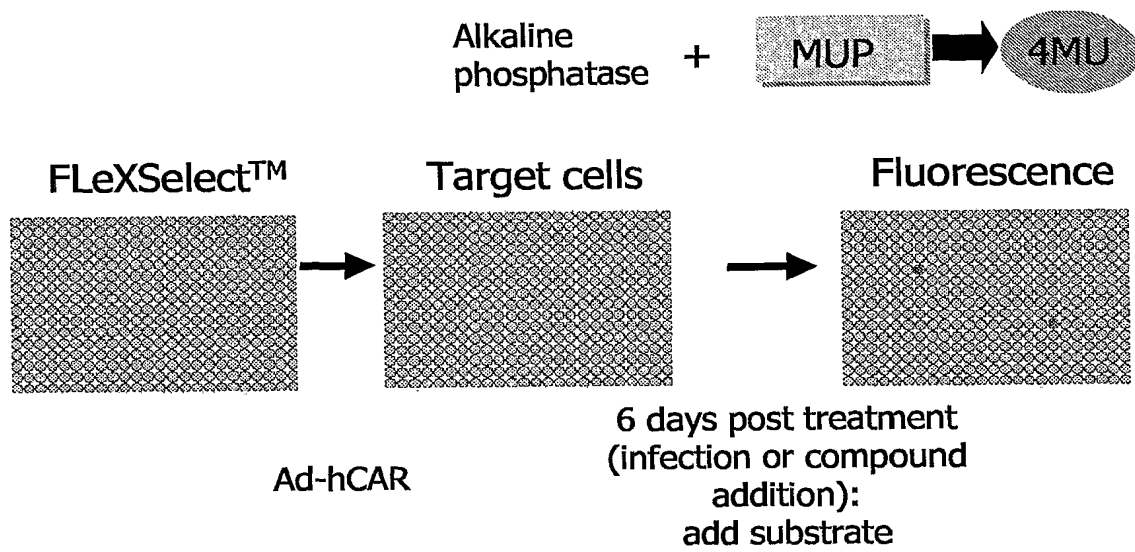 Alkaline
phosphatase + MUP 4MU
FLeXSelect™ Target cells Fluorescence
6 days post treatment
(infection or compound
Ad-hCAR addition):
add substrate